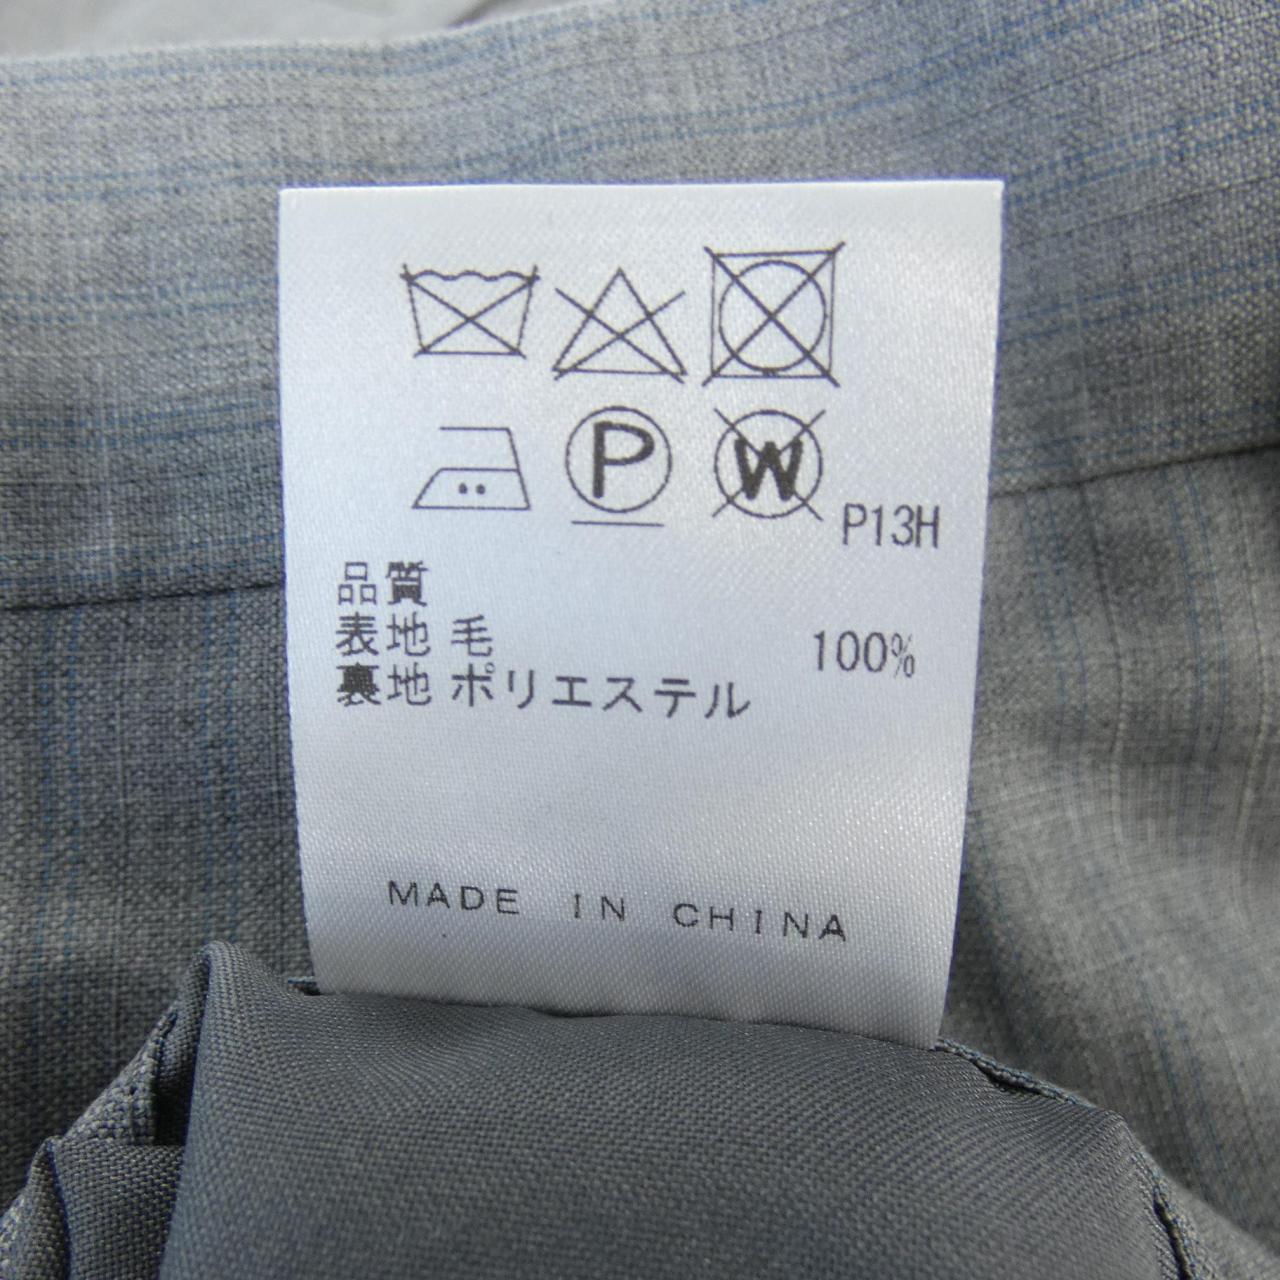 P
W
P13H
品質
表地 毛 100%
裏地 ポリエステル
MADE IN CHINA